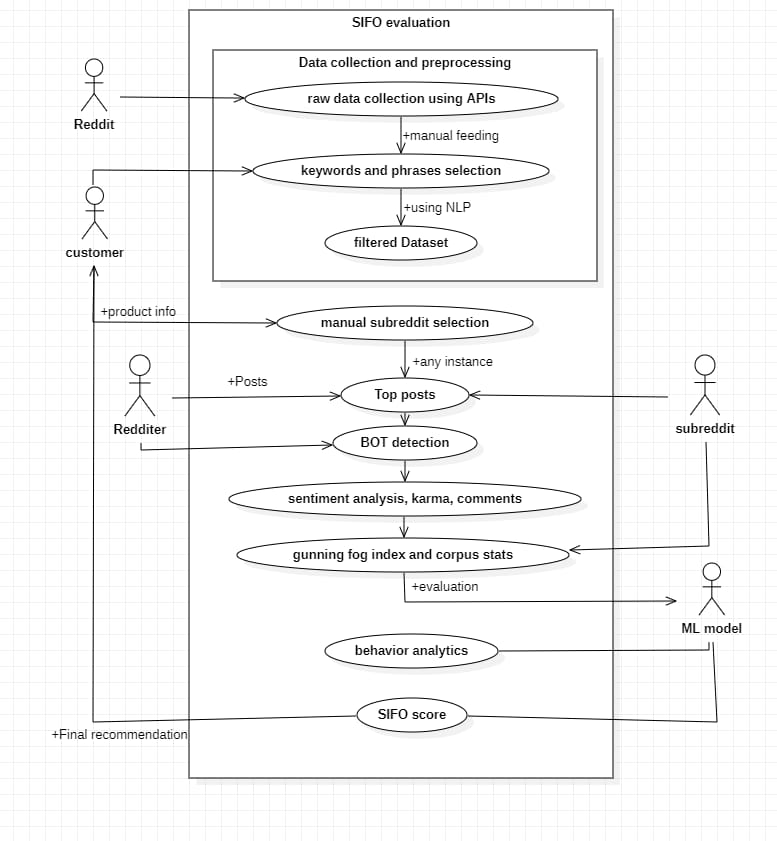 SIFO evaluation
Data collection and preprocessing
raw data collection using APIs
Reddit
+manual feeding
keywords and phrases selection
+using NLP
customer
filtered Dataset
+product info
manual subreddit selection
+any instance
+Posts
Top posts
Redditer
subreddit
BOT detection
sentiment analysis, karma, comments
gunning fog index and corpus stats
+evaluation
ML model
behavior analytics
SIFO score
+Final recommendation